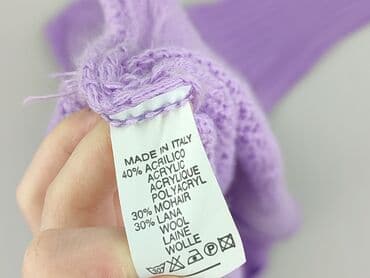 MADE IN ITALY
40% ACRILICO
ACRYLIC
ACRYLIQUE
POLYACRYL
30% MOHAIR
30% LANA
WOOL
LAINE
WOLLE